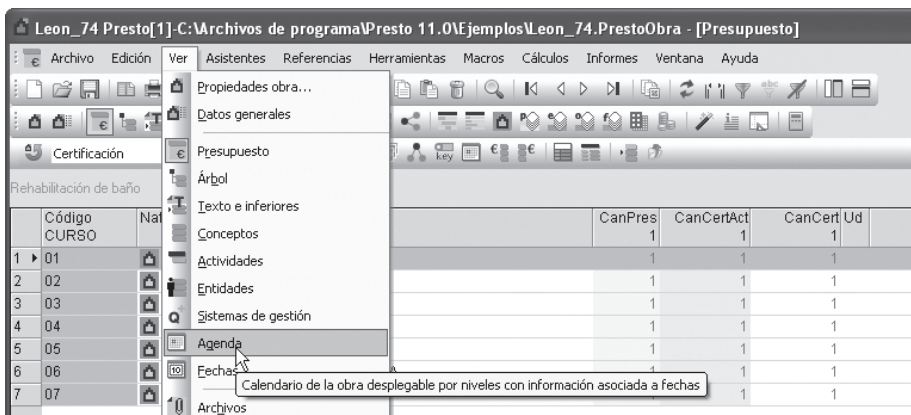 Leon_74 Presto[1]-C:\Archivos de programa\Presto 11.0\Ejemplos\Leon_74.PrestoObra - [Presupuesto]
Archivo Edición Ver Asistentes Referencias Herramientas Macros Cálculos Informes Ventana Ayuda
Propiedades obra...
Datos generales
Certificación
Presupuesto
key
Rehabilitación de baño
Árbol
Texto e inferiores
Conceptos
Actividades
Entidades
Sistemas de gestión
Agenda
Fechas
Calendario de la obra desplegable por niveles con información asociada a fechas
Archivos
Código Nat CanPres CanCertAct CanCert Ud
CURSO 1 1 1
1 01 1 1 1
2 02 1 1 1
3 03 1 1 1
4 04 1 1 1
5 05 1 1 1
6 06 1 1 1
7 07 1 1 1